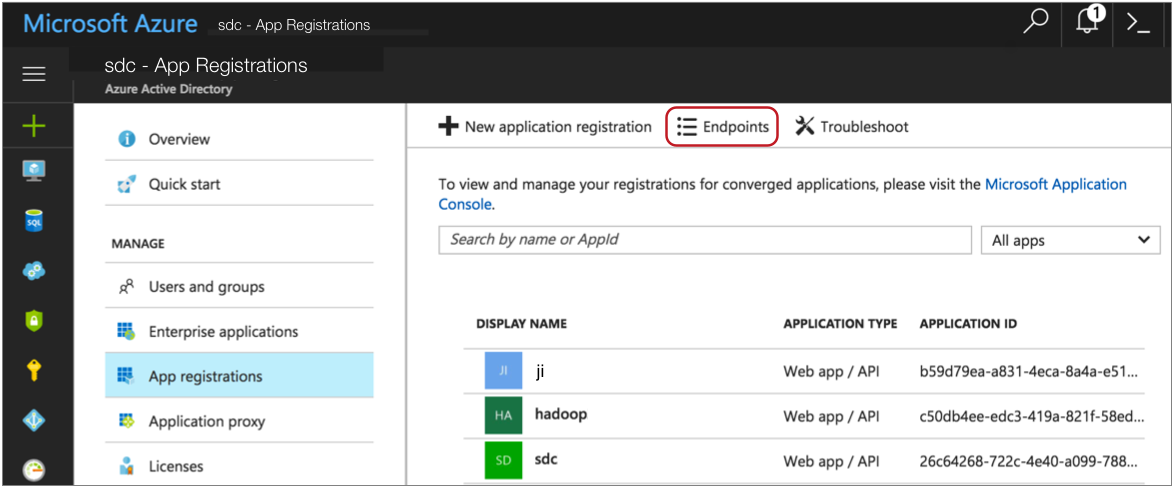 Microsoft Azure sdc - App Registrations 1
sdc - App Registrations
Azure Active Directory
Overview
Quick start
MANAGE
Users and groups
Enterprise applications
App registrations
Application proxy
Licenses
SQL
New application registration Endpoints Troubleshoot
To view and manage your registrations for converged applications, please visit the Microsoft Application
Console.
Search by name or AppId All apps
DISPLAY NAME APPLICATION TYPE APPLICATION ID
JI ji Web app / API b59d79ea-a831-4eca-8a4a-e51...
HA hadoop Web app / API c50db4ee-edc3-419a-821f-58ed...
SD sdc Web app / API 26c64268-722c-4e40-a099-788...